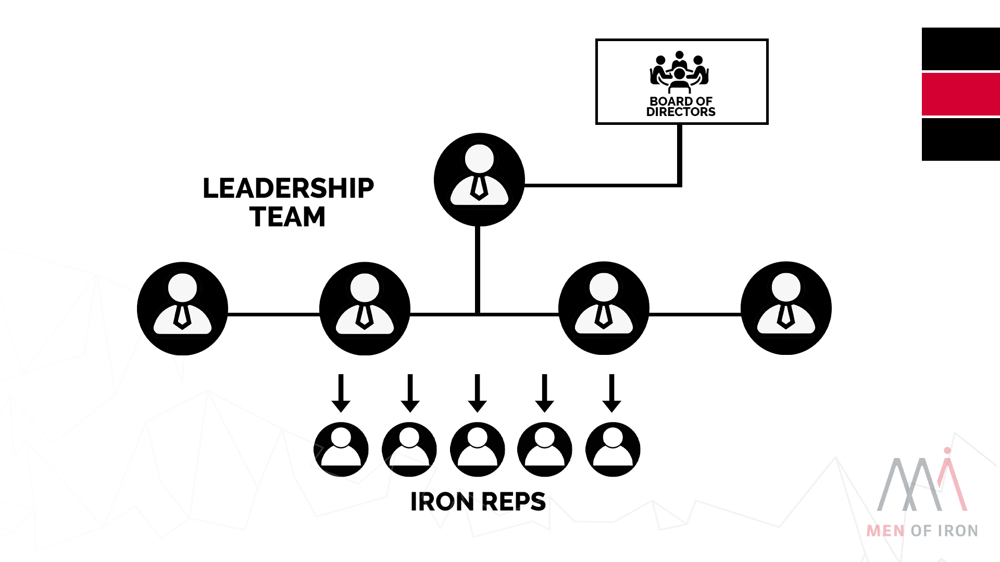 BOARD OF
DIRECTORS
LEADERSHIP
TEAM
IRON REPS
MEN OF IRON